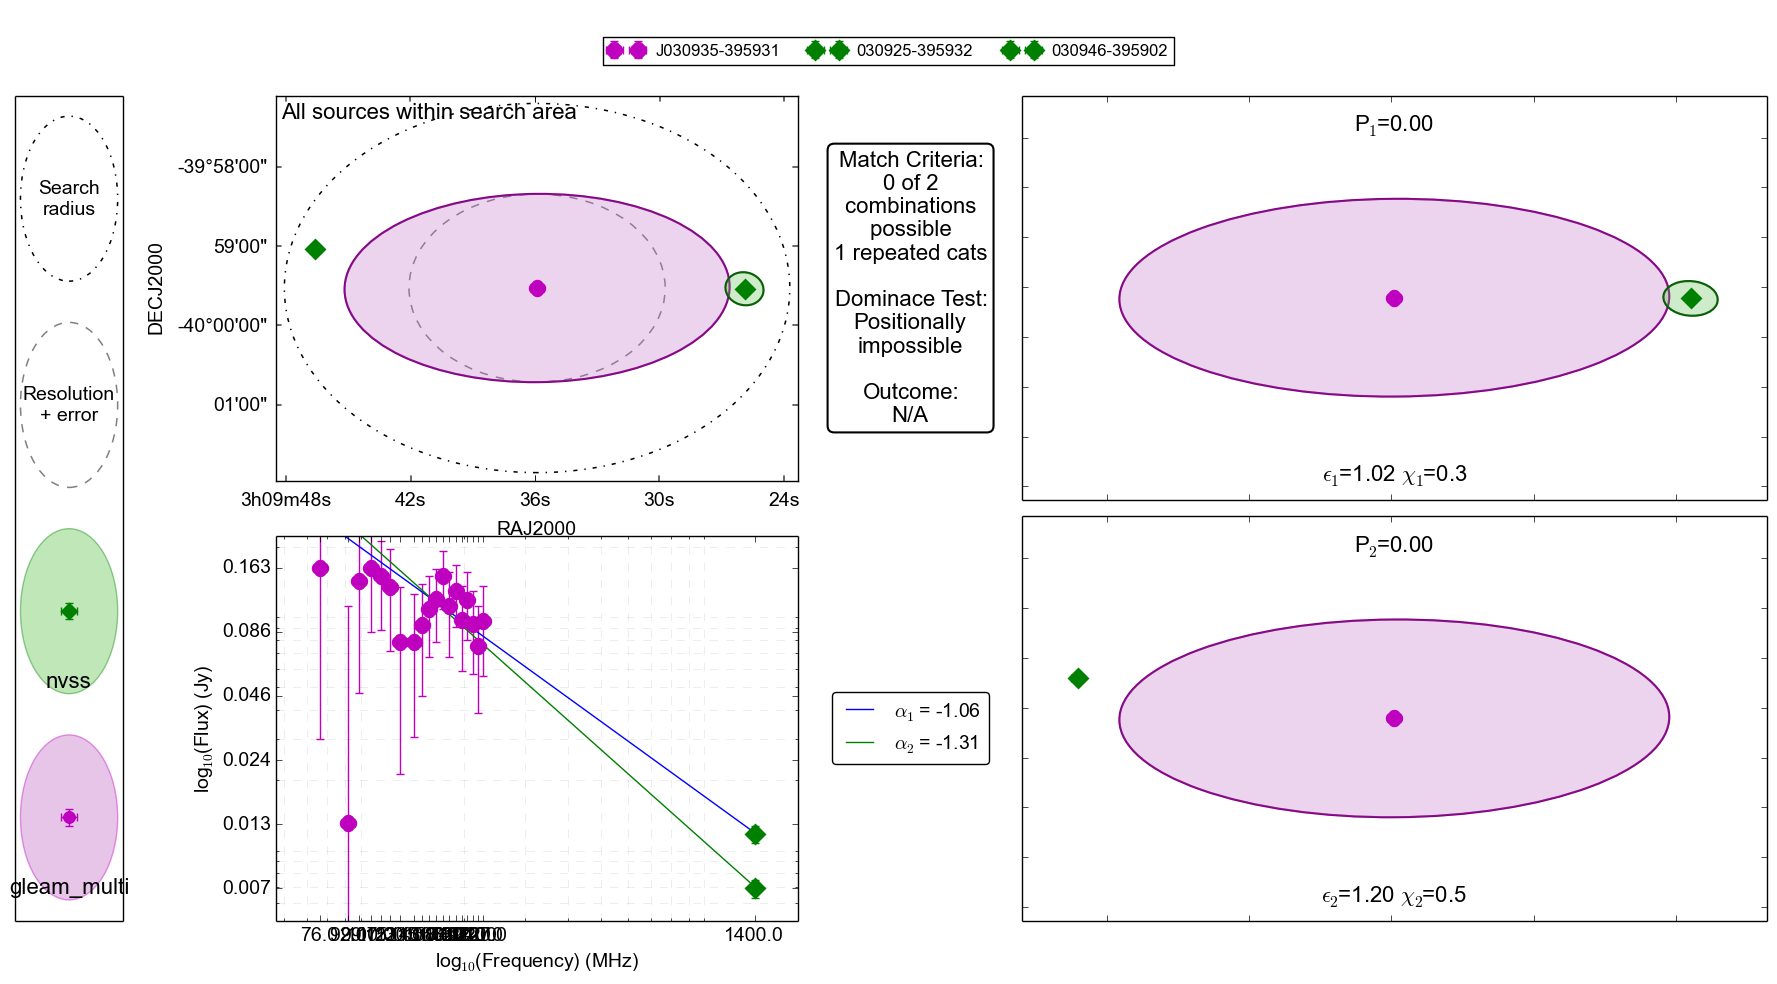 J030935-395931
030925-395932
030946-395902
Search
radius
Resolution
+ error
nvss
gleam_multi
All sources within search area
DECJ2000
-39°58'00"
59'00"
-40°00'00"
01'00"
3h09m48s
42s
36s
30s
24s
RAJ2000
Match Criteria:
0 of 2
combinations
possible
1 repeated cats
Dominace Test:
Positionally
impossible
Outcome:
N/A
P₁=0.00
ϵ₁=1.02 χ₁=0.3
log₁₀(Flux) (Jy)
0.163
0.086
0.046
0.024
0.013
0.007
1400.0
log₁₀(Frequency) (MHz)
α₁ = -1.06
α₂ = -1.31
P₂=0.00
ϵ₂=1.20 χ₂=0.5